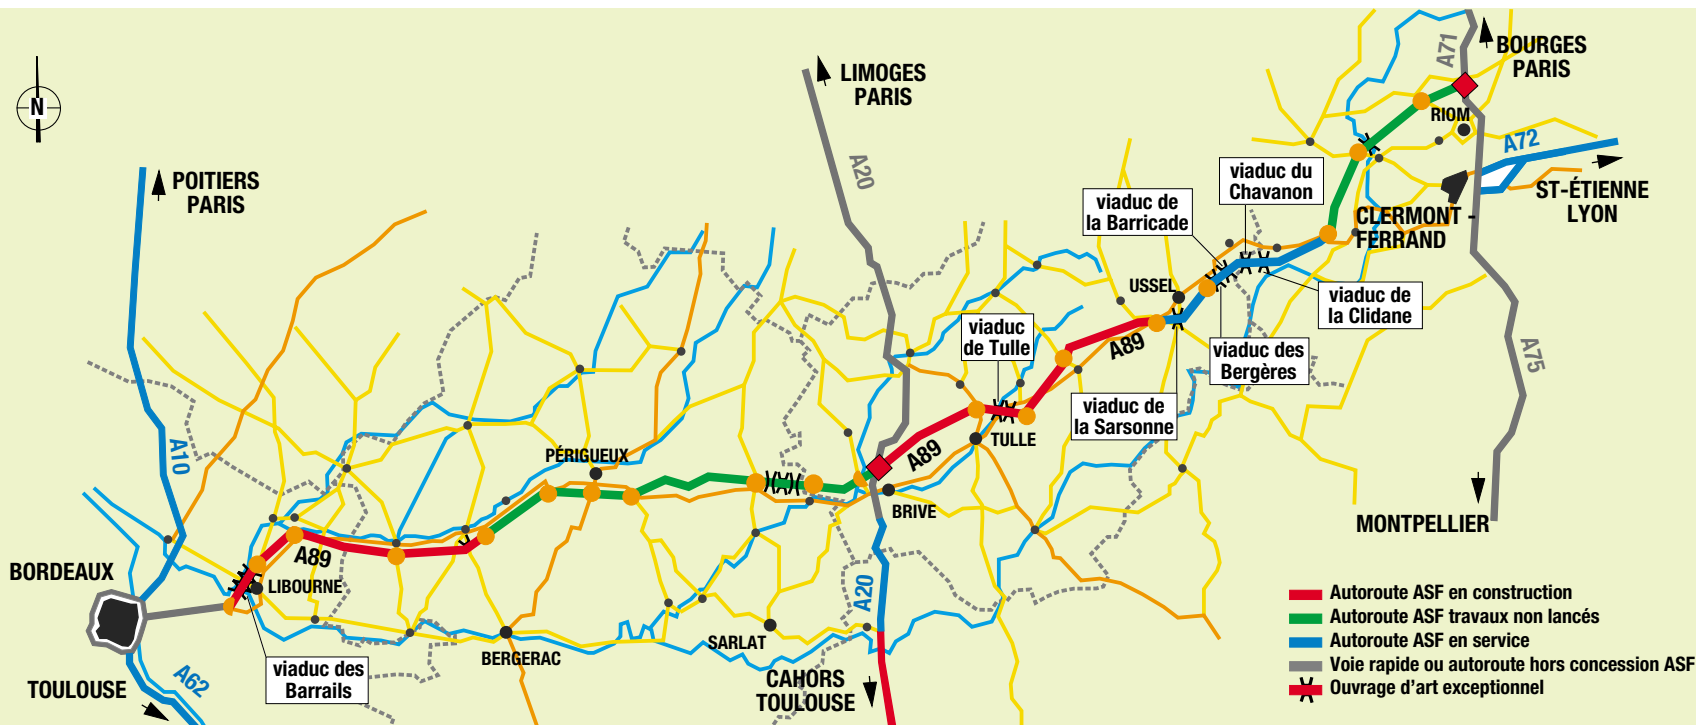 N
POITIERS
PARIS
LIMOGES
PARIS
A71
BOURGES
PARIS
RIOM
A72
ST-ÉTIENNE
LYON
CLERMONT -
FERRAND
A20
viaduc du
Chavanon
viaduc de
la Barricade
USSEL
viaduc de
la Clidane
viaduc
de Tulle
A89
viaduc des
Bergères
A75
viaduc de
la Sarsonne
TULLE
A89
A10
PÉRIGUEUX
BRIVE
MONTPELLIER
A89
BORDEAUX
LIBOURNE
A20
SARLAT
BERGERAC
viaduc des
Barrails
TOULOUSE
A62
CAHORS
TOULOUSE
Autoroute ASF en construction
Autoroute ASF travaux non lancés
Autoroute ASF en service
Voie rapide ou autoroute hors concession ASF
Ouvrage d'art exceptionnel